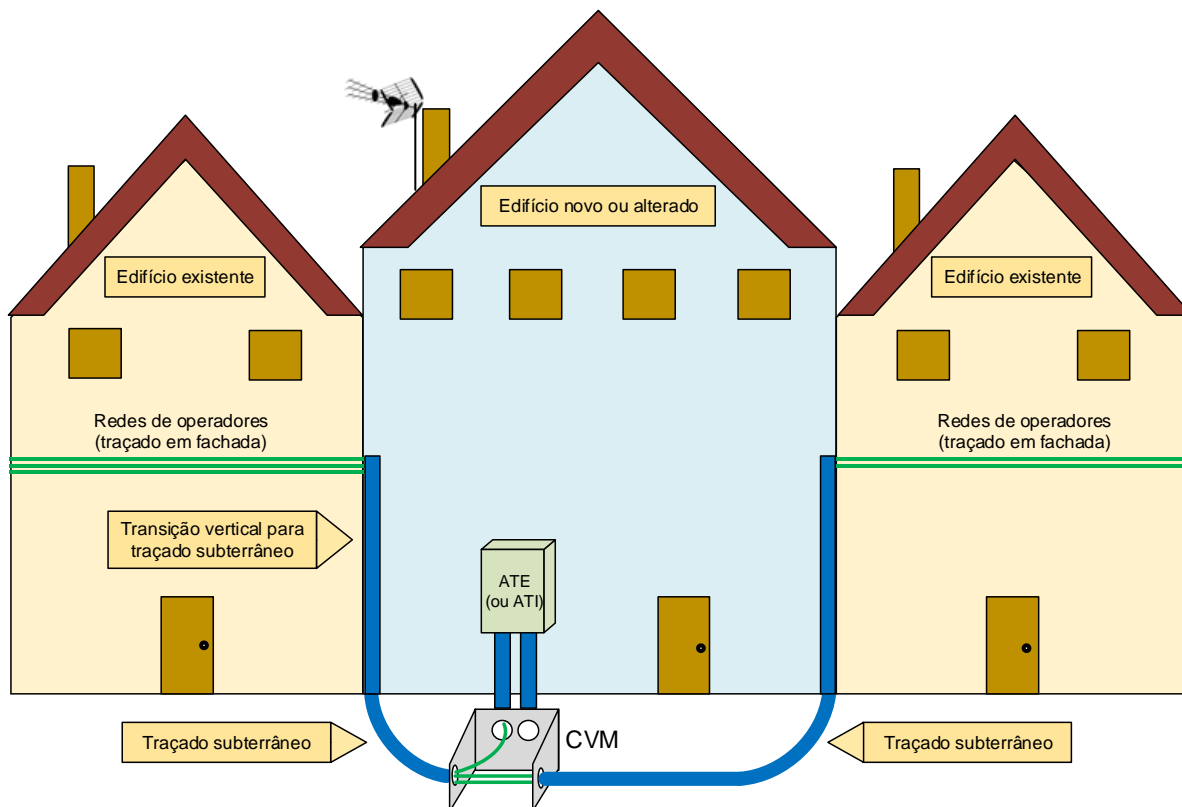 Edifício novo ou alterado
Edifício existente
Edifício existente
Redes de operadores
(traçado em fachada)
Redes de operadores
(traçado em fachada)
Transição vertical para
traçado subterrâneo
ATE
(ou ATI)
CVM
Traçado subterrâneo
Traçado subterrâneo